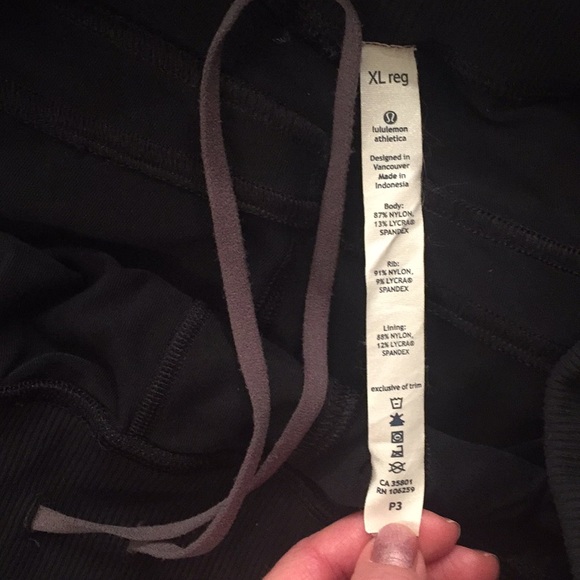 XL reg
lululemon
athletica
Designed in
Vancouver
Made in
Indonesia
Body:
87% NYLON,
13% LYCRA®
SPANDEX
Rib:
91% NYLON,
9% LYCRA®
SPANDEX
Lining:
88% NYLON,
12% LYCRA®
SPANDEX
exclusive of trim
CA 35801
RN 106259
P3